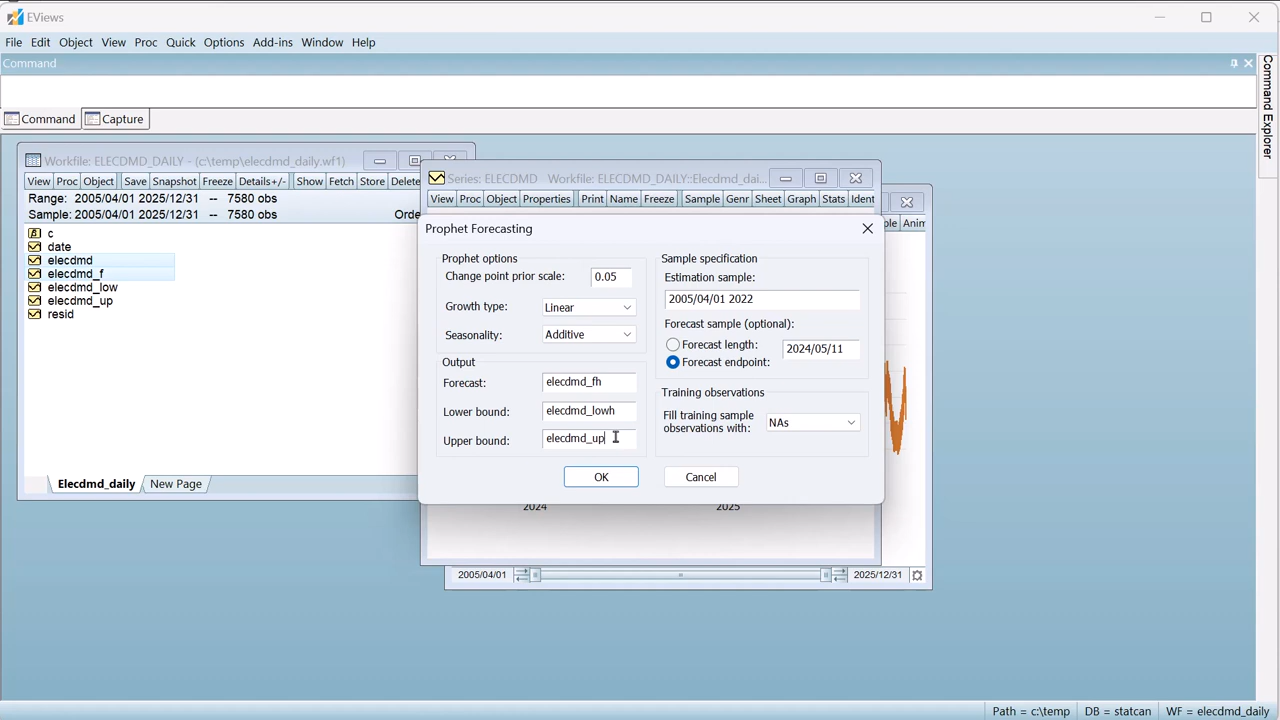 EViews
File Edit Object View Proc Quick Options Add-ins Window Help
Command
Command Capture
Command Explorer
Workfile: ELECDMD_DAILY - (c:\temp\elecdmd_daily.wf1)
View Proc Object Save Snapshot Freeze Details+/- Show Fetch Store Delete
Range: 2005/04/01 2025/12/31 -- 7580 obs
Sample: 2005/04/01 2025/12/31 -- 7580 obs
Orde
c
date
elecdmd
elecdmd_f
elecdmd_low
elecdmd_up
resid
Elecdmd_daily New Page
Series: ELECDMD Workfile: ELECDMD_DAILY::Elecdmd_dai...
View Proc Object Properties Print Name Freeze Sample Genr Sheet Graph Stats Ident
ple Anim
Prophet Forecasting
Prophet options
Change point prior scale: 0.05
Growth type: Linear
Seasonality: Additive
Output
Forecast: elecdmd_fh
Lower bound: elecdmd_lowh
Upper bound: elecdmd_up
Sample specification
Estimation sample:
2005/04/01 2022
Forecast sample (optional):
Forecast length:
2024/05/11
Forecast endpoint:
Training observations
Fill training sample
observations with: NAs
OK Cancel
2024 2025
2005/04/01 2025/12/31
Path = c:\temp DB = statcan WF = elecdmd_daily